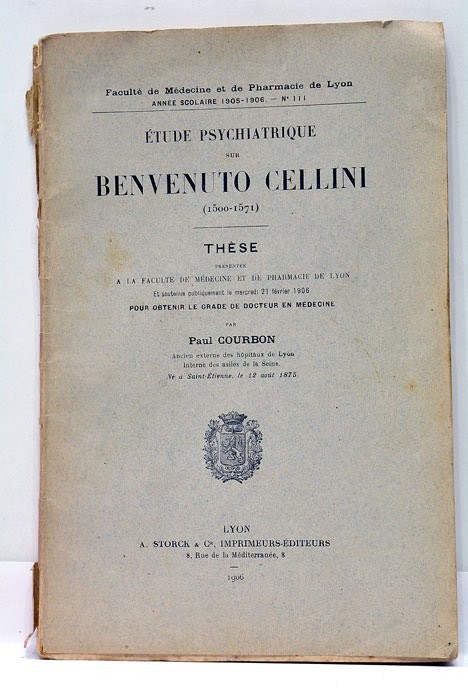 Faculté de Médecine et de Pharmacie de Lyon
ANNÉE SCOLAIRE 1905-1906. — N° 111
ÉTUDE PSYCHIATRIQUE
SUR
BENVENUTO CELLINI
(1500-1571)
THÈSE
PRÉSENTÉE
A LA FACULTÉ DE MÉDECINE ET DE PHARMACIE DE LYON
Et soutenue publiquement le mercredi 21 février 1906
POUR OBTENIR LE GRADE DE DOCTEUR EN MÉDECINE
PAR
Paul COURBON
Ancien externe des hôpitaux de Lyon
Interne des asiles de la Seine.
Né à Saint-Étienne, le 12 août 1875
LYON
A. STORCK & Cie, IMPRIMEURS-ÉDITEURS
8, Rue de la Méditerranée, 8
1906